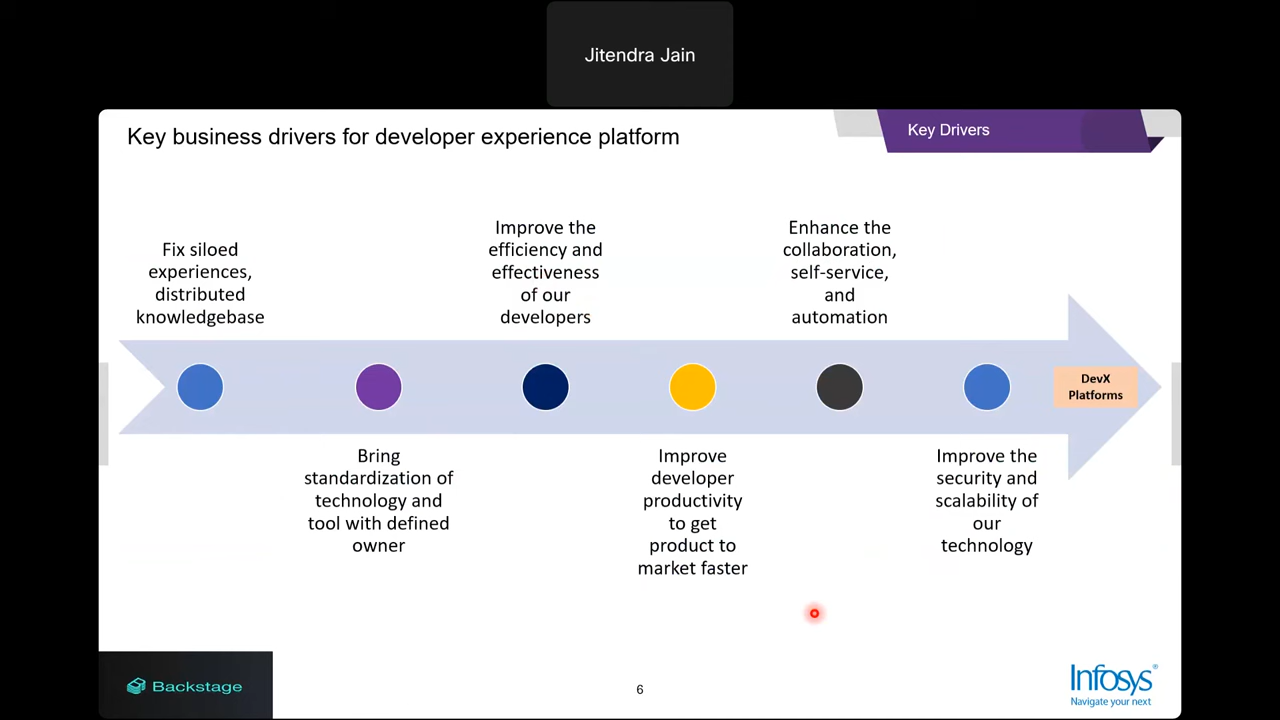 Jitendra Jain
Key business drivers for developer experience platform
Key Drivers
Fix siloed
experiences,
distributed
knowledgebase
Bring
standardization of
technology and
tool with defined
owner
Improve the
efficiency and
effectiveness
of our
developers
Improve
developer
productivity
to get
product to
market faster
Enhance the
collaboration,
self-service,
and
automation
Improve the
security and
scalability of
our
technology
DevX
Platforms
Backstage
6
Infosys®
Navigate your next